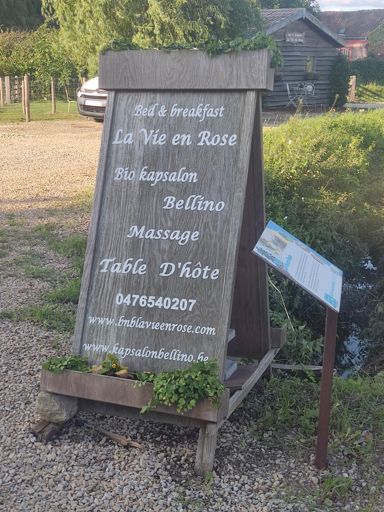 Bed & breakfast
La Vie en Rose
Bio kapsalon
Bellino
Massage
Table D'hôte
0476540207
www.bnblavieenrose.com
www.kapsalonbellino.be